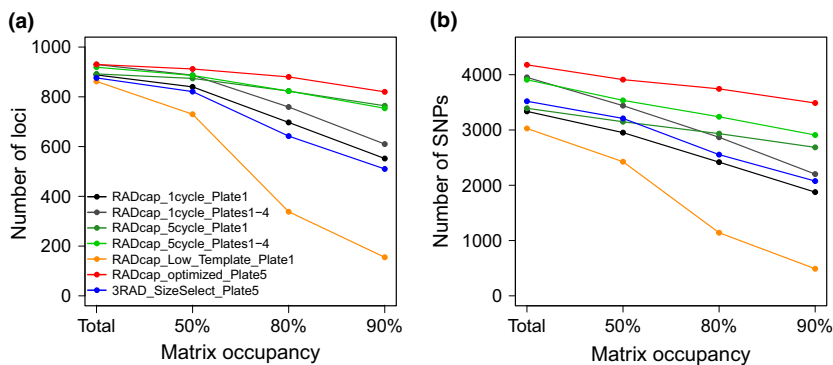 (a)
1000
800
600
400
200
0
Number of loci
RADcap_1cycle_Plate1
RADcap_1cycle_Plates1−4
RADcap_5cycle_Plate1
RADcap_5cycle_Plates1−4
RADcap_Low_Template_Plate1
RADcap_optimized_Plate5
3RAD_SizeSelect_Plate5
Total 50% 80% 90%
Matrix occupancy
(b)
4000
3000
2000
1000
0
Number of SNPs
Total 50% 80% 90%
Matrix occupancy